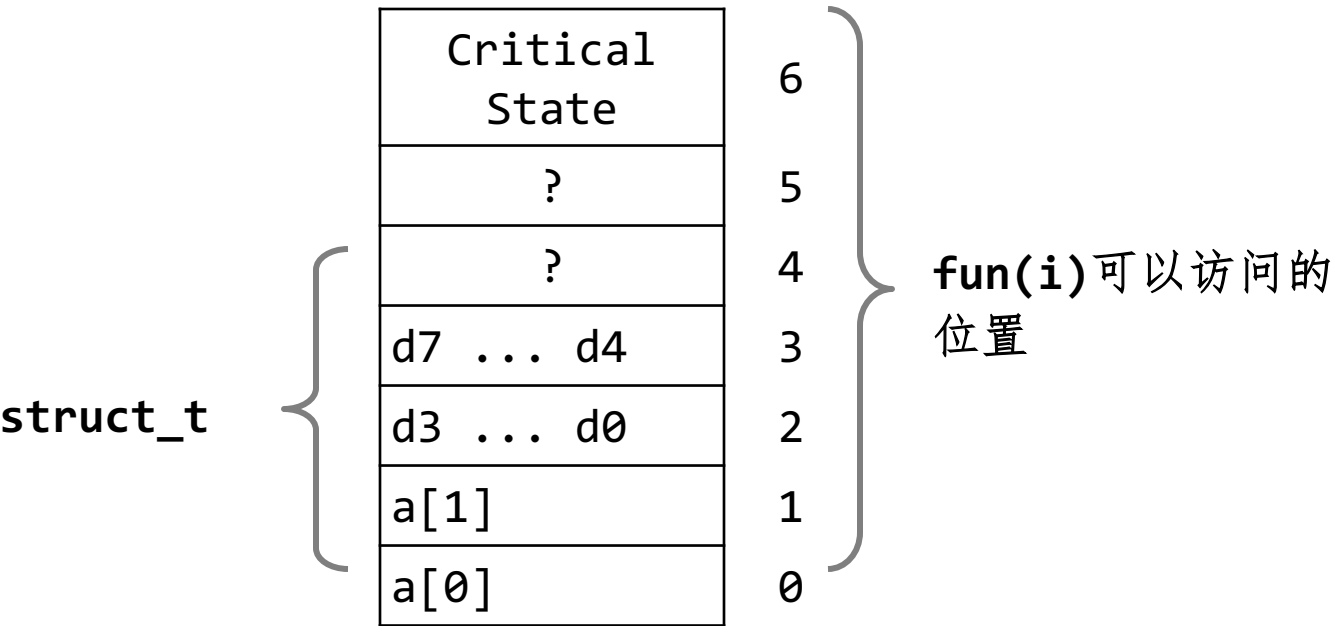 Critical
State
6
?
5
?
4
d7 ... d4
3
d3 ... d0
2
a[1]
1
a[0]
0
struct_t
fun(i)可以访问的
位置